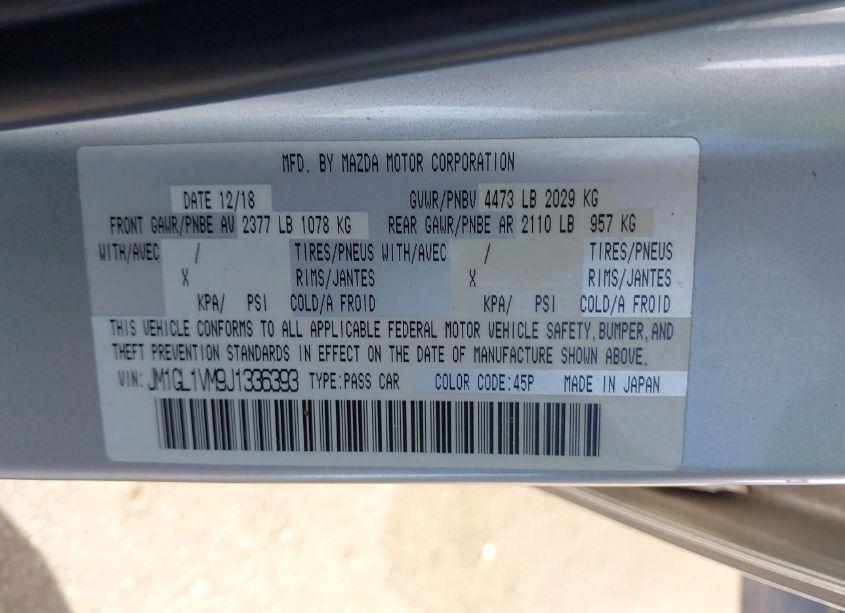 MFD. BY MAZDA MOTOR CORPORATION
DATE 12/18 GVWR/PNBV 4473 LB 2029 KG
FRONT GAWR/PNBE AV 2377 LB 1078 KG REAR GAWR/PNBE AR 2110 LB 957 KG
WITH/AVEC / TIRES/PNEUS WITH/AVEC / TIRES/PNEUS
X RIMS/JANTES X RIMS/JANTES
KPA/ PSI COLD/A FROID KPA/ PSI COLD/A FROID
THIS VEHICLE CONFORMS TO ALL APPLICABLE FEDERAL MOTOR VEHICLE SAFETY, BUMPER, AND
THEFT PREVENTION STANDARDS IN EFFECT ON THE DATE OF MANUFACTURE SHOWN ABOVE.
VIN: JM1GL1VM9J1336393 TYPE:PASS CAR COLOR CODE:45P MADE IN JAPAN